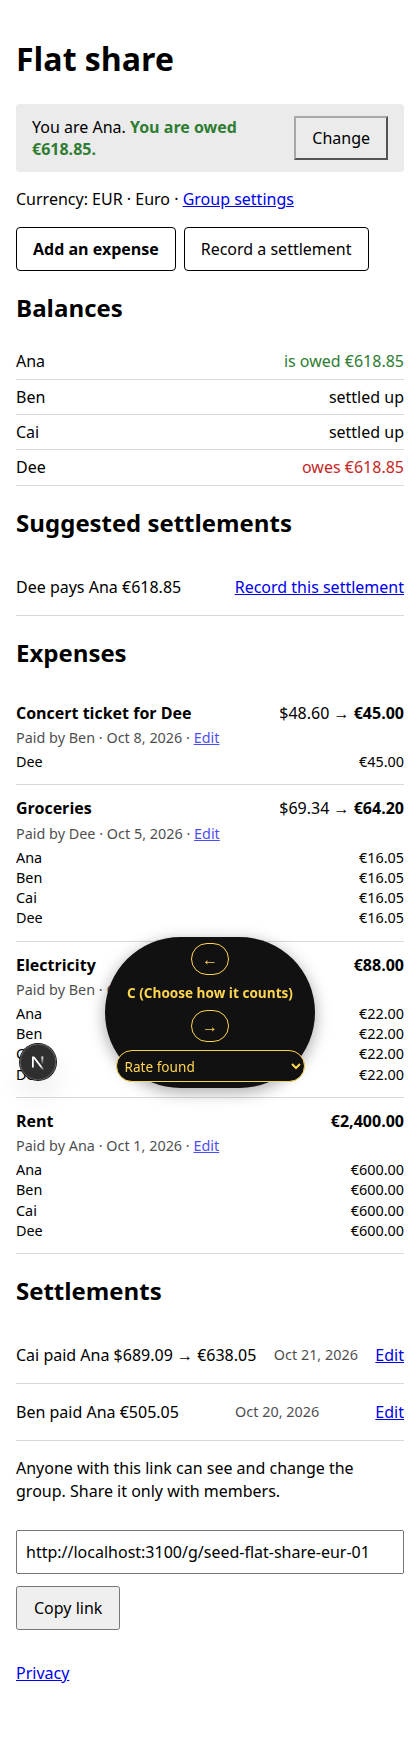 Flat share
You are Ana. You are owed
€618.85.
Change
Currency: EUR · Euro · Group settings
Add an expense
Record a settlement
Balances
Ana is owed €618.85
Ben settled up
Cai settled up
Dee owes €618.85
Suggested settlements
Dee pays Ana €618.85 Record this settlement
Expenses
Concert ticket for Dee $48.60 → €45.00
Paid by Ben · Oct 8, 2026 · Edit
Dee €45.00
Groceries $69.34 → €64.20
Paid by Dee · Oct 5, 2026 · Edit
Ana €16.05
Ben €16.05
Cai €16.05
Dee €16.05
Electricity €88.00
Paid by Ben ·
Ana €22.00
Ben €22.00
€22.00
€22.00
←
C (Choose how it counts)
→
Rate found
N
Rent €2,400.00
Paid by Ana · Oct 1, 2026 · Edit
Ana €600.00
Ben €600.00
Cai €600.00
Dee €600.00
Settlements
Cai paid Ana $689.09 → €638.05 Oct 21, 2026 Edit
Ben paid Ana €505.05 Oct 20, 2026 Edit
Anyone with this link can see and change the
group. Share it only with members.
http://localhost:3100/g/seed-flat-share-eur-01
Copy link
Privacy